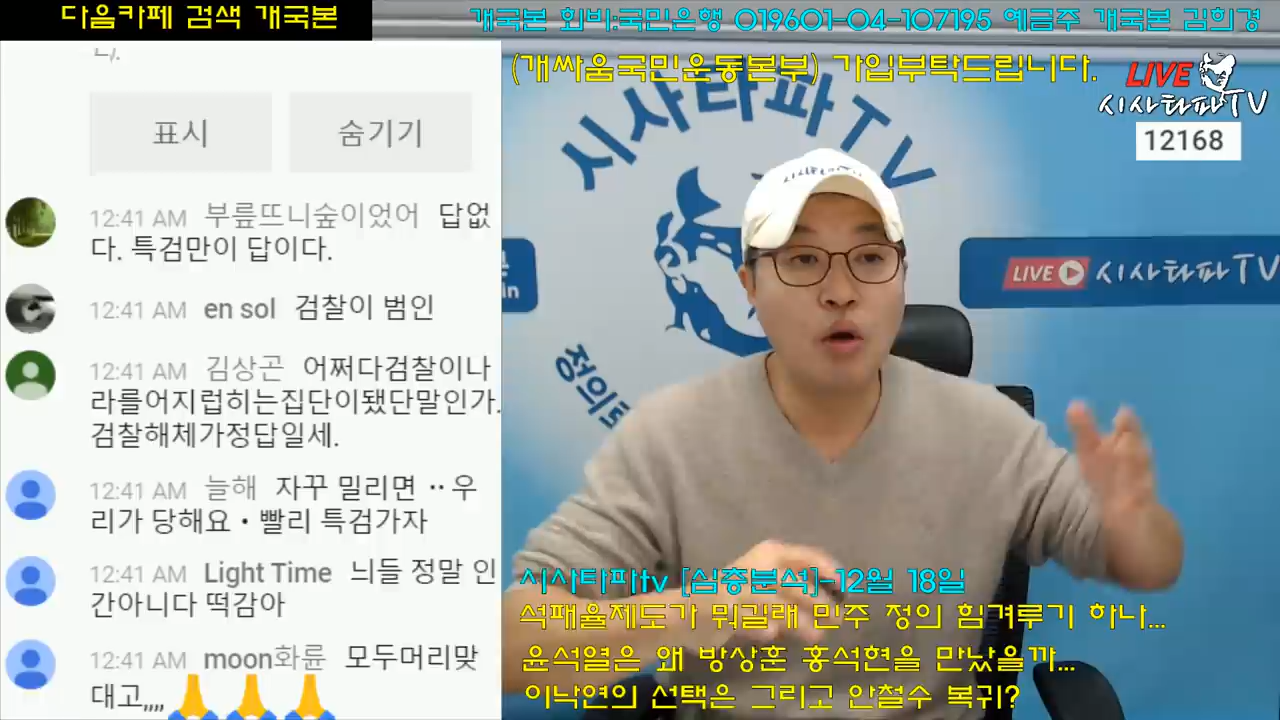 다음카페 검색 개국본
개국본 회비:국민은행 019601-04-107195 예금주 개국본 김희경
(개싸움국민운동본부) 가입부탁드립니다.
LIVE
시사타파TV
12168
다.
표시
숨기기
12:41 AM 부릎뜨니숲이었어 답없
다. 특검만이 답이다.
12:41 AM en sol 검찰이 범인
12:41 AM 김상곤 어쩌다검찰이나
라를어지럽히는집단이됐단말인가.
검찰해체가정답일세.
12:41 AM 늘해 자꾸 밀리면 ··우
리가 당해요·빨리 특검가자
12:41 AM Light Time 늬들 정말 인
간아니다 떡감아
12:41 AM moon화륜 모두머리맞
대고,,,,🙏🙏🙏
시사타파TV
LIVE 시사타파TV
in
정의
시사타파TV
시사타파tv [심층분석]-12월 18일
석패율제도가 뭐길래 민주 정의 힘겨루기 하나...
윤석열은 왜 방상훈 홍석현을 만났을까...
이낙연의 선택은 그리고 안철수 복귀?